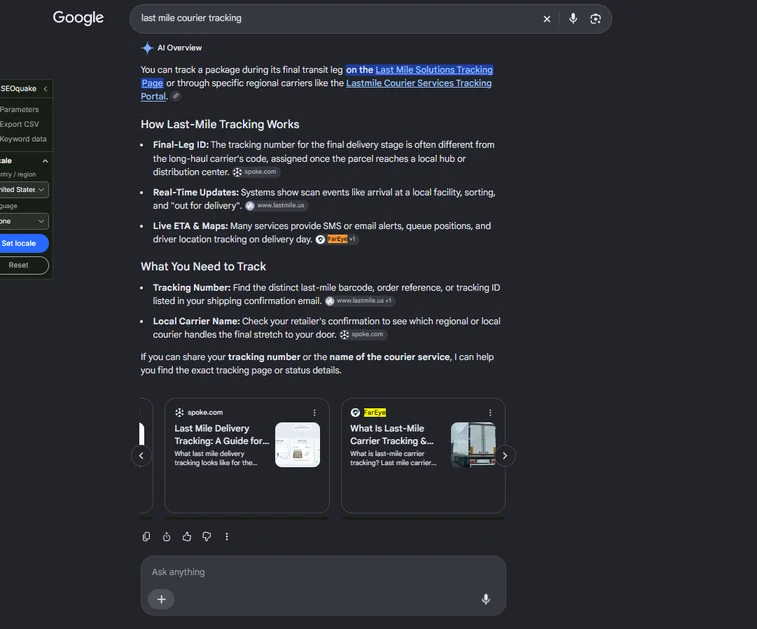 Google
last mile courier tracking
SEOquake
Parameters
Export CSV
Keyword data
United States
Set locale
Reset
AI Overview
You can track a package during its final transit leg on the Last Mile Solutions Tracking
Page or through specific regional carriers like the Lastmile Courier Services Tracking
Portal.
How Last-Mile Tracking Works
• Final-Leg ID: The tracking number for the final delivery stage is often different from
the long-haul carrier's code, assigned once the parcel reaches a local hub or
distribution center. spoke.com
• Real-Time Updates: Systems show scan events like arrival at a local facility, sorting,
and "out for delivery". www.lastmile.us
• Live ETA & Maps: Many services provide SMS or email alerts, queue positions, and
driver location tracking on delivery day. FarEye +1
What You Need to Track
• Tracking Number: Find the distinct last-mile barcode, order reference, or tracking ID
listed in your shipping confirmation email. www.lastmile.us +1
• Local Carrier Name: Check your retailer's confirmation to see which regional or local
courier handles the final stretch to your door. spoke.com
If you can share your tracking number or the name of the courier service, I can help
you find the exact tracking page or status details.
spoke.com
Last Mile Delivery
Tracking: A Guide for...
What last mile delivery
tracking looks like for the...
FarEye
What Is Last-Mile
Carrier Tracking &...
What is last-mile carrier
tracking? Last mile carrier...
Ask anything